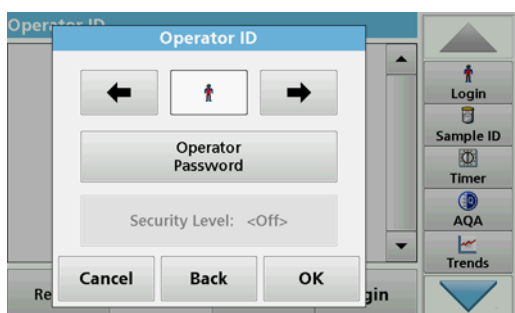 Operator ID
Operator ID
Login
Sample ID
Operator
Password
Timer
Security Level: <Off>
AQA
Trends
Cancel
Back
OK